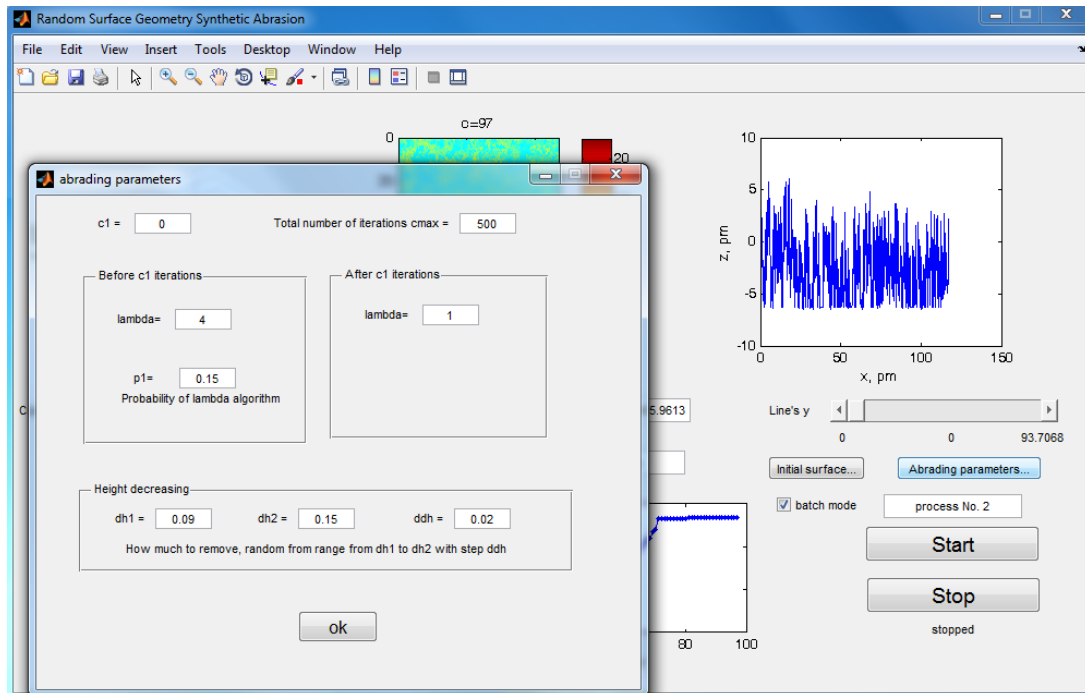 Random Surface Geometry Synthetic Abrasion
File Edit View Insert Tools Desktop Window Help
c=97
0
20
abrading parameters
c1 = 0 Total number of iterations cmax = 500
Before c1 iterations
lambda= 4
p1= 0.15
Probability of lambda algorithm
After c1 iterations
lambda= 1
Height decreasing
dh1 = 0.09 dh2 = 0.15 ddh = 0.02
How much to remove, random from range from dh1 to dh2 with step ddh
ok
10
5
0
-5
-10
z, pm
0 50 100 150
x, pm
C
5.9613
Line's y
0 0 93.7068
Initial surface... Abrading parameters...
batch mode process No. 2
Start
Stop
stopped
80 100